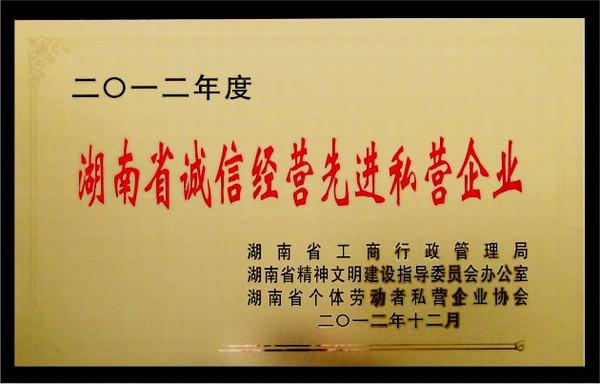 二〇一二年度
湖南省诚信经营先进私营企业
湖南省工商行政管理局
湖南省精神文明建设指导委员会办公室
湖南省个体劳动者私营企业协会
二〇一二年十二月